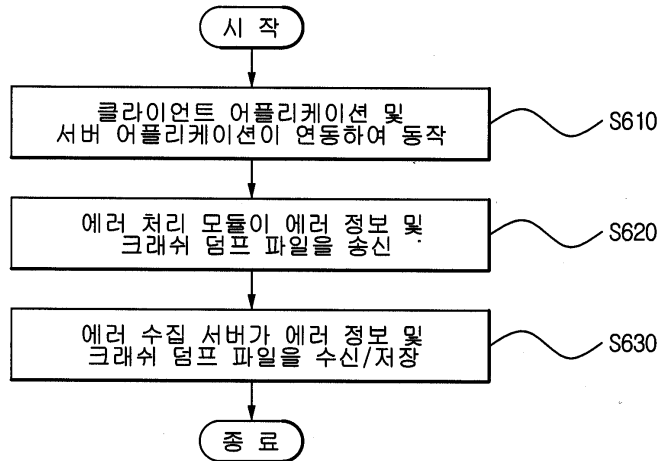 시 작
클라이언트 어플리케이션 및
서버 어플리케이션이 연동하여 동작
S610
에러 처리 모듈이 에러 정보 및
크래쉬 덤프 파일을 송신
S620
에러 수집 서버가 에러 정보 및
크래쉬 덤프 파일을 수신/저장
S630
종 료